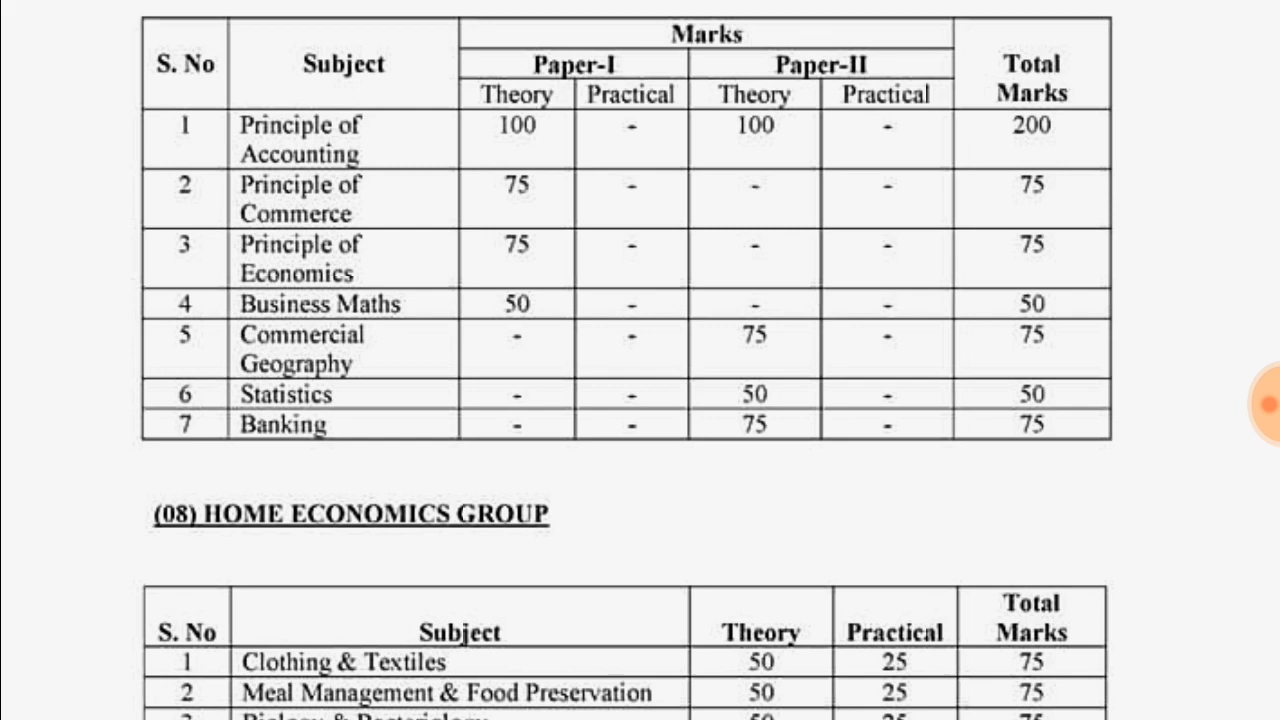 Marks
S. No Subject Paper-I Paper-II Total Marks
Theory Practical Theory Practical
1 Principle of Accounting 100 - 100 - 200
2 Principle of Commerce 75 - - - 75
3 Principle of Economics 75 - - - 75
4 Business Maths 50 - - - 50
5 Commercial Geography - - 75 - 75
6 Statistics - - 50 - 50
7 Banking - - 75 - 75
(08) HOME ECONOMICS GROUP
S. No Subject Theory Practical Total Marks
1 Clothing & Textiles 50 25 75
2 Meal Management & Food Preservation 50 25 75